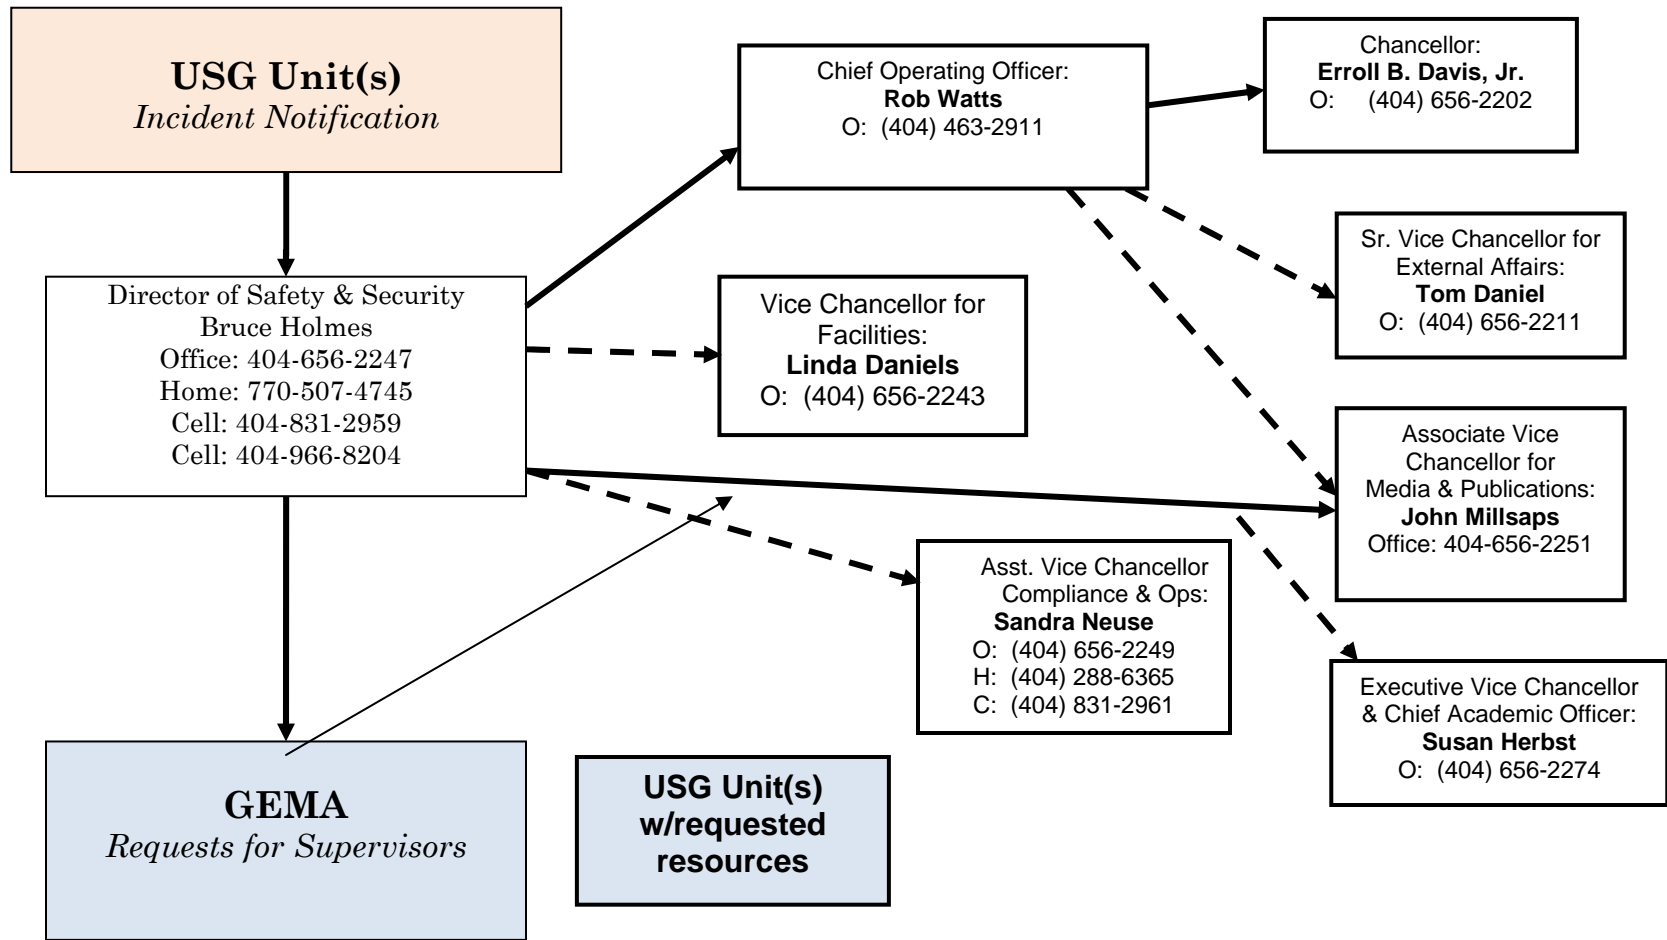 USG Unit(s)
Incident Notification
Chief Operating Officer:
Rob Watts
O: (404) 463-2911
Chancellor:
Erroll B. Davis, Jr.
O: (404) 656-2202
Director of Safety & Security
Bruce Holmes
Office: 404-656-2247
Home: 770-507-4745
Cell: 404-831-2959
Cell: 404-966-8204
Vice Chancellor for
Facilities:
Linda Daniels
O: (404) 656-2243
Sr. Vice Chancellor for
External Affairs:
Tom Daniel
O: (404) 656-2211
Associate Vice
Chancellor for
Media & Publications:
John Millsaps
Office: 404-656-2251
Asst. Vice Chancellor
Compliance & Ops:
Sandra Neuse
O: (404) 656-2249
H: (404) 288-6365
C: (404) 831-2961
Executive Vice Chancellor
& Chief Academic Officer:
Susan Herbst
O: (404) 656-2274
GEMA
Requests for Supervisors
USG Unit(s)
w/requested
resources